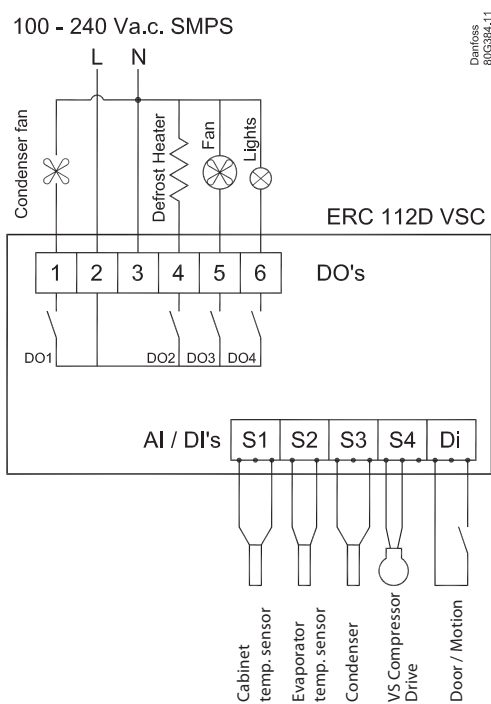 100 - 240 Va.c. SMPS
Danfoss
80G384.11
L N
Condenser fan
Defrost Heater
Fan
Lights
ERC 112D VSC
1 2 3 4 5 6 DO's
DO1 DO2 DO3 DO4
AI / DI's S1 S2 S3 S4 Di
Cabinet
temp. sensor
Evaporator
temp. sensor
Condenser
VS Compressor
Drive
Door / Motion